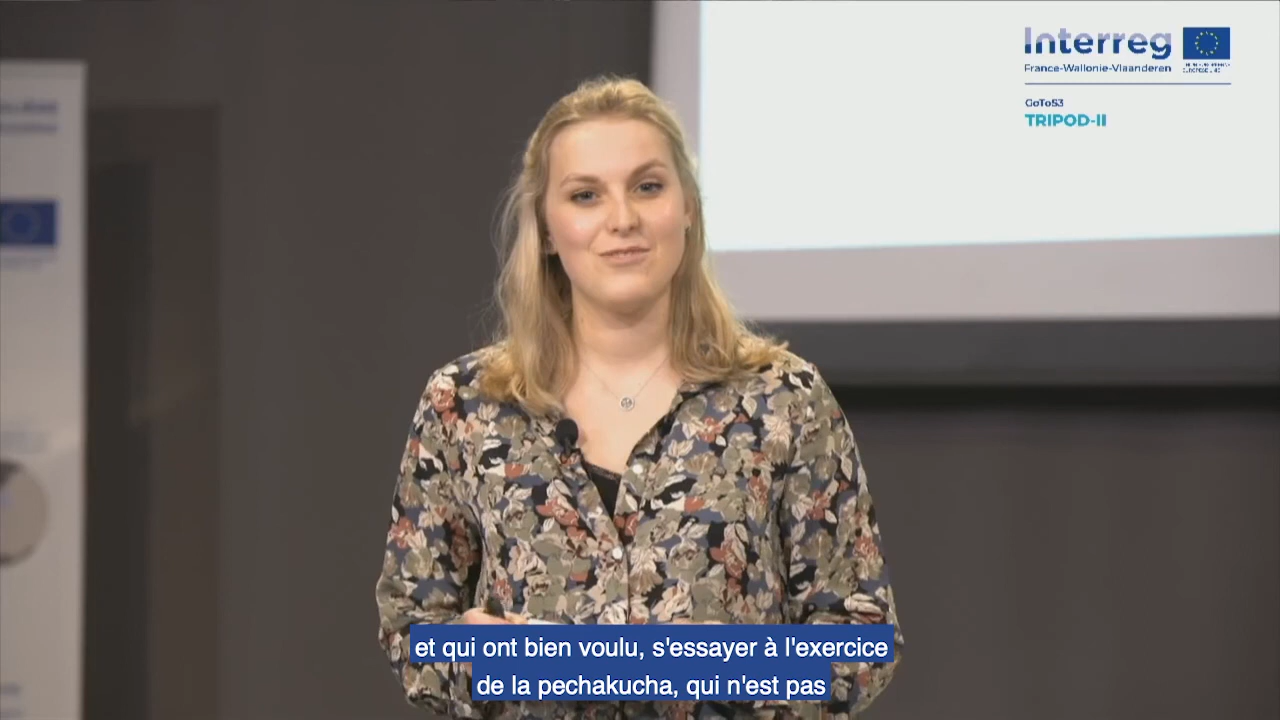 Interreg
France-Wallonie-Vlaanderen
GoToS3
TRIPOD-II
et qui ont bien voulu, s'essayer à l'exercice
de la pechakucha, qui n'est pas